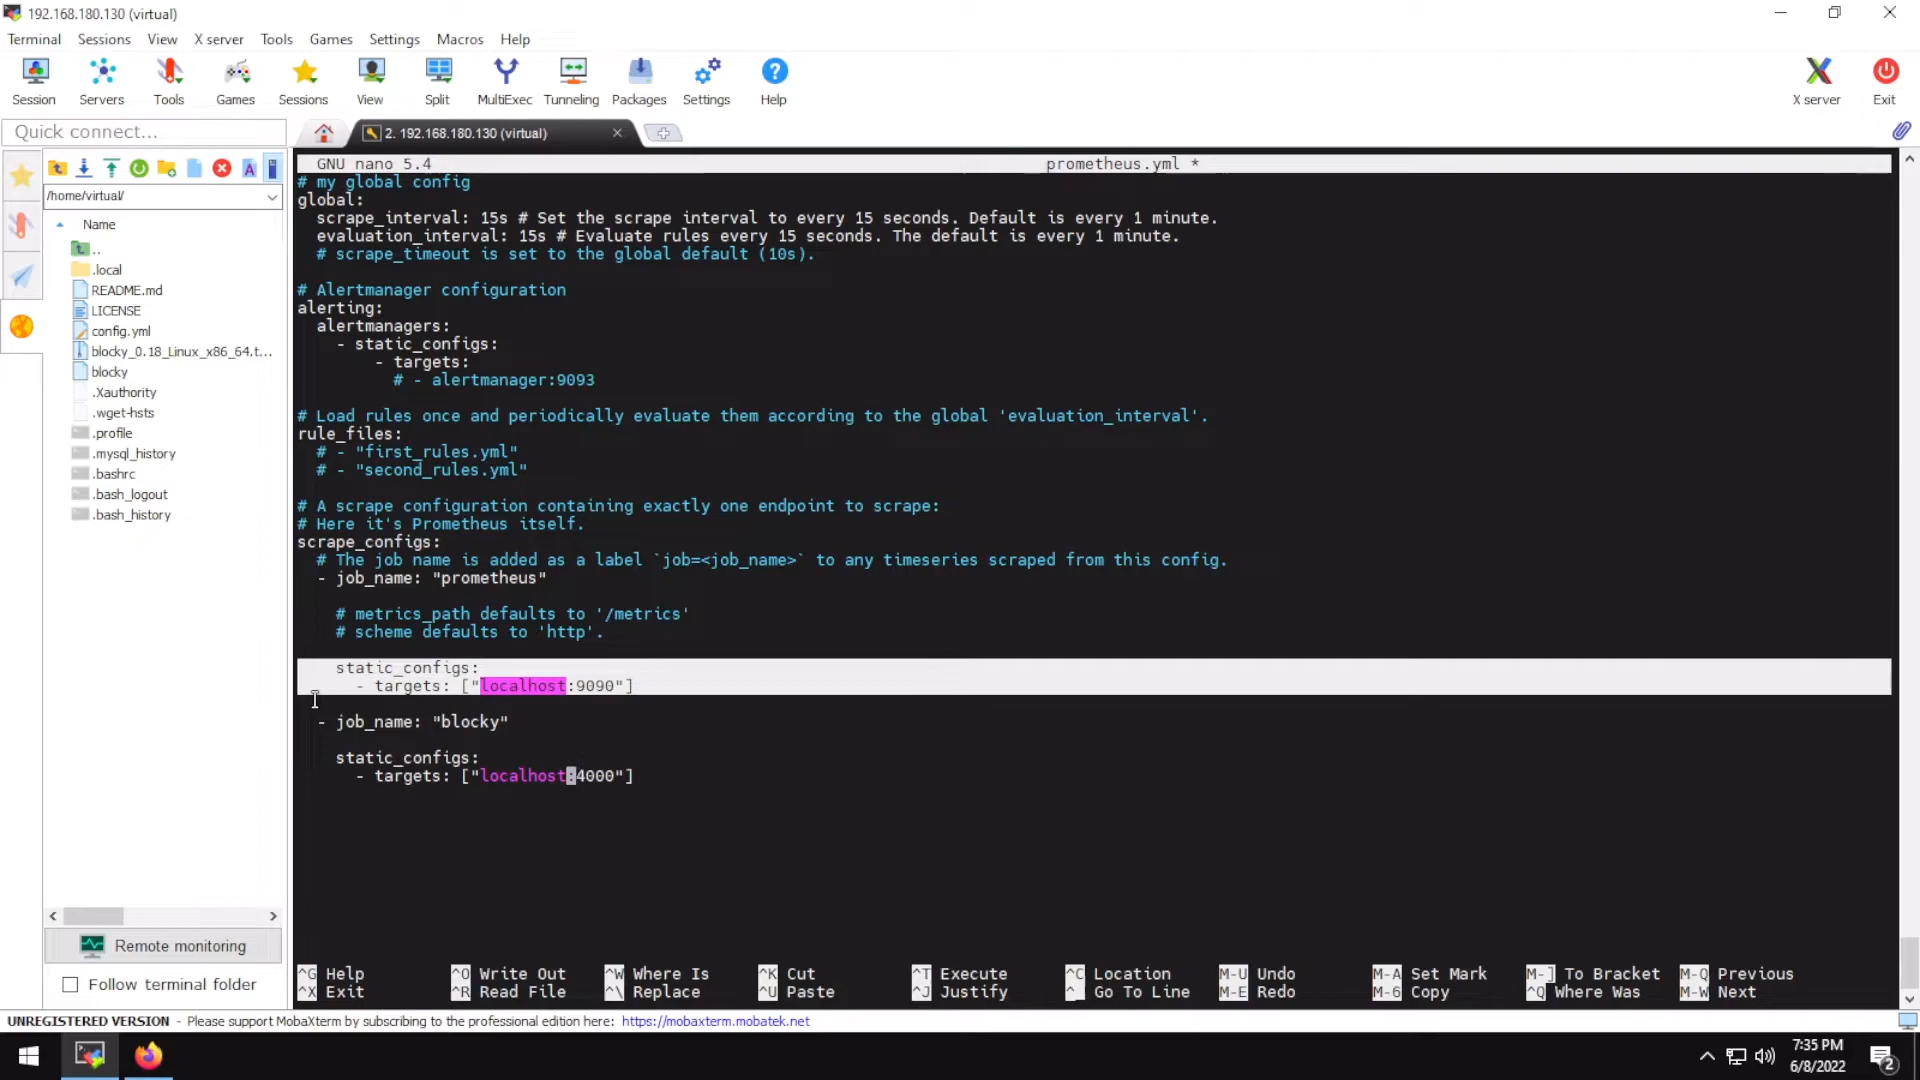 192.168.180.130 (virtual)
Terminal Sessions View X server Tools Games Settings Macros Help
Session Servers Tools Games Sessions View Split MultiExec Tunneling Packages Settings Help X server Exit
Quick connect...
2. 192.168.180.130 (virtual)
/home/virtual/
Name
..
.local
README.md
LICENSE
config.yml
blocky_0.18_Linux_x86_64.t...
blocky
.Xauthority
.wget-hsts
.profile
.mysql_history
.bashrc
.bash_logout
.bash_history
Remote monitoring
Follow terminal folder
GNU nano 5.4 prometheus.yml *
# my global config
global:
  scrape_interval: 15s # Set the scrape interval to every 15 seconds. Default is every 1 minute.
  evaluation_interval: 15s # Evaluate rules every 15 seconds. The default is every 1 minute.
  # scrape_timeout is set to the global default (10s).
# Alertmanager configuration
alerting:
  alertmanagers:
    - static_configs:
        - targets:
          # - alertmanager:9093
# Load rules once and periodically evaluate them according to the global 'evaluation_interval'.
rule_files:
  # - "first_rules.yml"
  # - "second_rules.yml"
# A scrape configuration containing exactly one endpoint to scrape:
# Here it's Prometheus itself.
scrape_configs:
  # The job name is added as a label `job=<job_name>` to any timeseries scraped from this config.
  - job_name: "prometheus"
    # metrics_path defaults to '/metrics'
    # scheme defaults to 'http'.
    static_configs:
      - targets: ["localhost:9090"]
  - job_name: "blocky"
    static_configs:
      - targets: ["localhost:4000"]
^G Help ^O Write Out ^W Where Is ^K Cut ^T Execute ^C Location M-U Undo M-A Set Mark M-] To Bracket M-Q Previous
^X Exit ^R Read File ^\ Replace ^U Paste ^J Justify ^_ Go To Line M-E Redo M-6 Copy ^Q Where Was M-W Next
UNREGISTERED VERSION - Please support MobaXterm by subscribing to the professional edition here: https://mobaxterm.mobatek.net
7:35 PM
6/8/2022
2